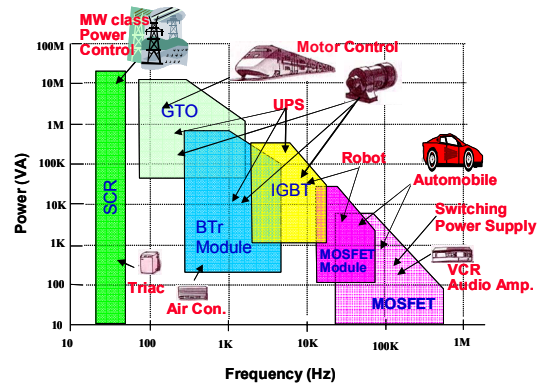 MW class
Power
Control
Motor Control
100M
10M
1M
100K
10K
1K
100
10
Power (VA)
GTO
UPS
Robot
Automobile
SCR
IGBT
Switching
Power Supply
BTr
Module
MOSFET
Module
VCR
Audio Amp.
Triac
Air Con.
MOSFET
10
100
1K
10K
100K
1M
Frequency (Hz)